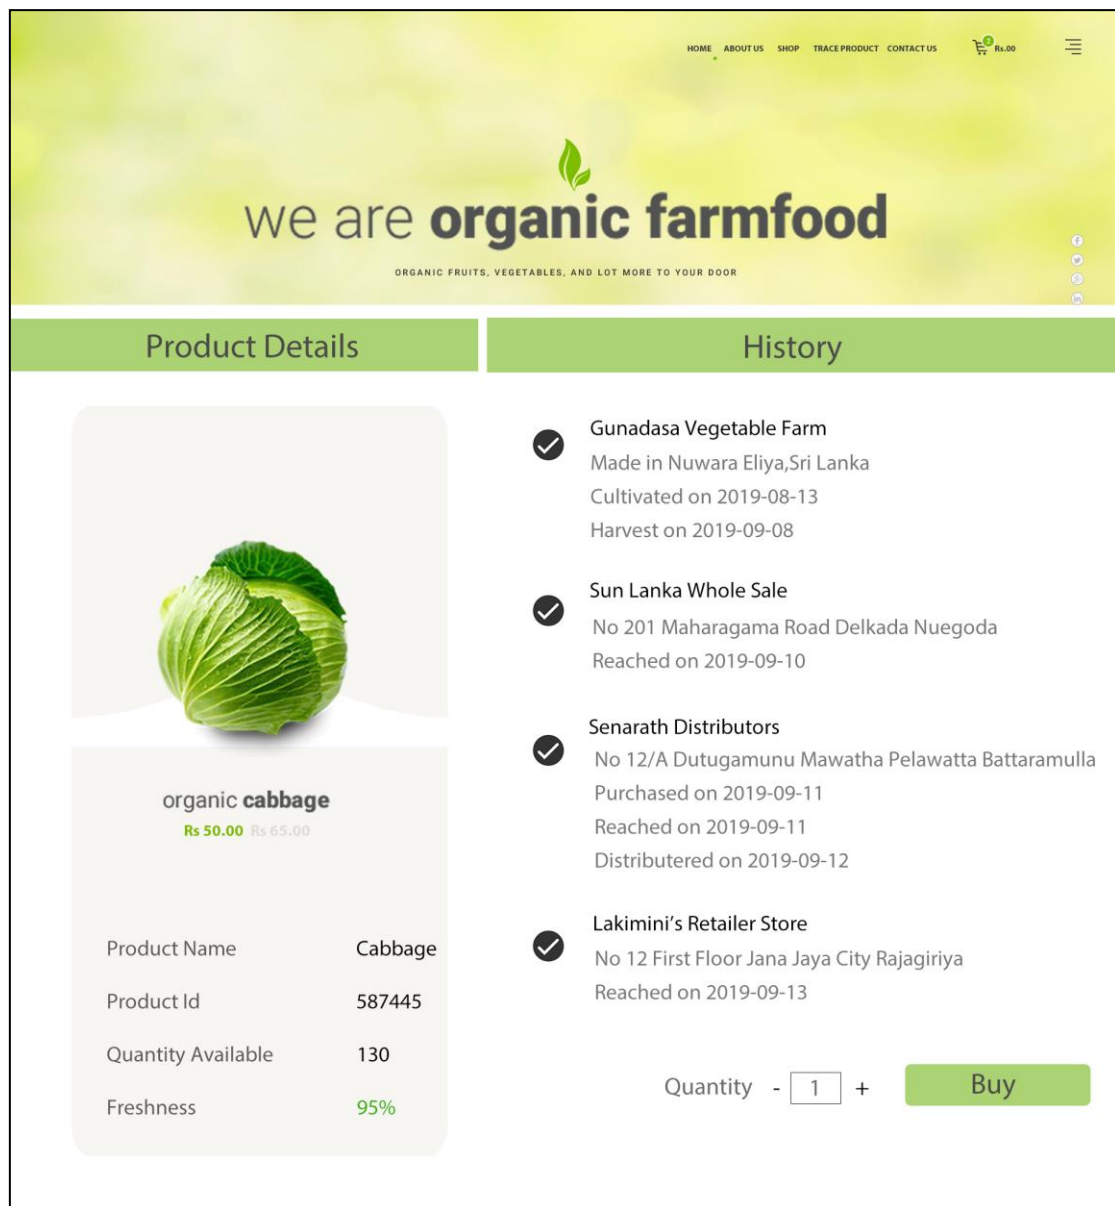 HOME ABOUT US SHOP TRACE PRODUCT CONTACT US Rs.00
we are organic farmfood
ORGANIC FRUITS, VEGETABLES, AND LOT MORE TO YOUR DOOR
Product Details
History
organic cabbage
Rs 50.00 Rs 65.00
Product Name Cabbage
Product Id 587445
Quantity Available 130
Freshness 95%
Gunadasa Vegetable Farm
Made in Nuwara Eliya,Sri Lanka
Cultivated on 2019-08-13
Harvest on 2019-09-08
Sun Lanka Whole Sale
No 201 Maharagama Road Delkada Nuegoda
Reached on 2019-09-10
Senarath Distributors
No 12/A Dutugamunu Mawatha Pelawatta Battaramulla
Purchased on 2019-09-11
Reached on 2019-09-11
Distributered on 2019-09-12
Lakimini's Retailer Store
No 12 First Floor Jana Jaya City Rajagiriya
Reached on 2019-09-13
Quantity - 1 + Buy